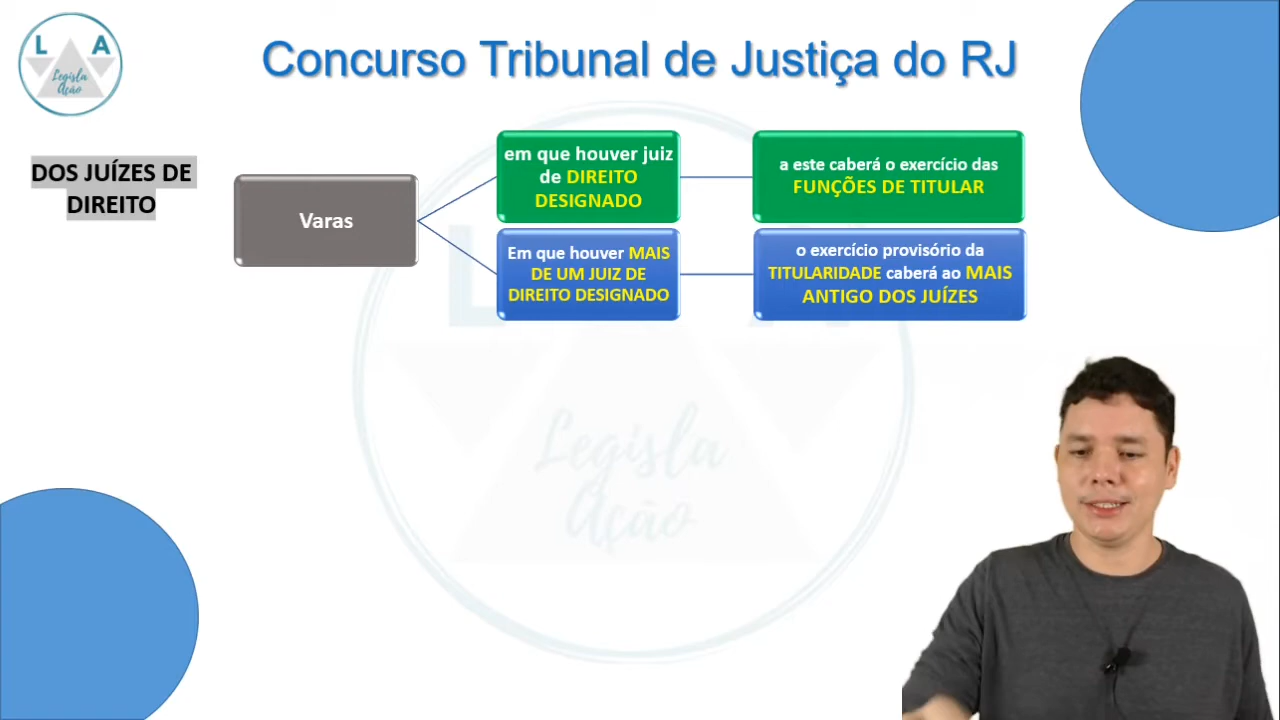 L A
Legisla
Ação
Concurso Tribunal de Justiça do RJ
DOS JUÍZES DE
DIREITO
Varas
em que houver juiz
de DIREITO
DESIGNADO
a este caberá o exercício das
FUNÇÕES DE TITULAR
Em que houver MAIS
DE UM JUIZ DE
DIREITO DESIGNADO
o exercício provisório da
TITULARIDADE caberá ao MAIS
ANTIGO DOS JUÍZES
L A
Legisla
Ação